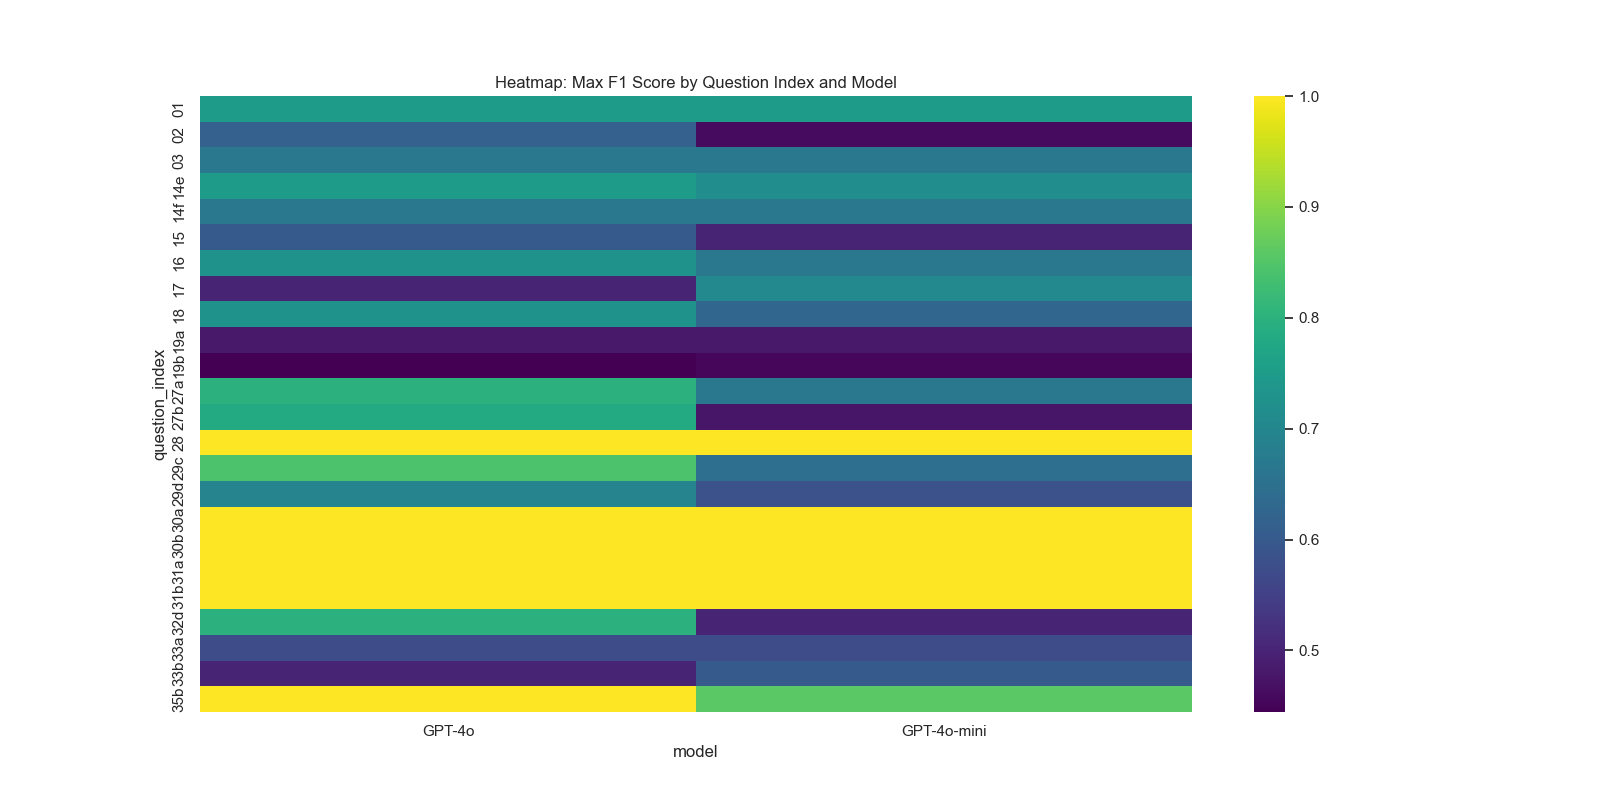 Heatmap: Max F1 Score by Question Index and Model
question_index
01
02
03
14e
14f
15
16
17
18
19a
19b
27a
27b
28
29c
29d
30a
30b
31a
31b
32d
33a
33b
35b
GPT-4o
GPT-4o-mini
model
1.0
0.9
0.8
0.7
0.6
0.5